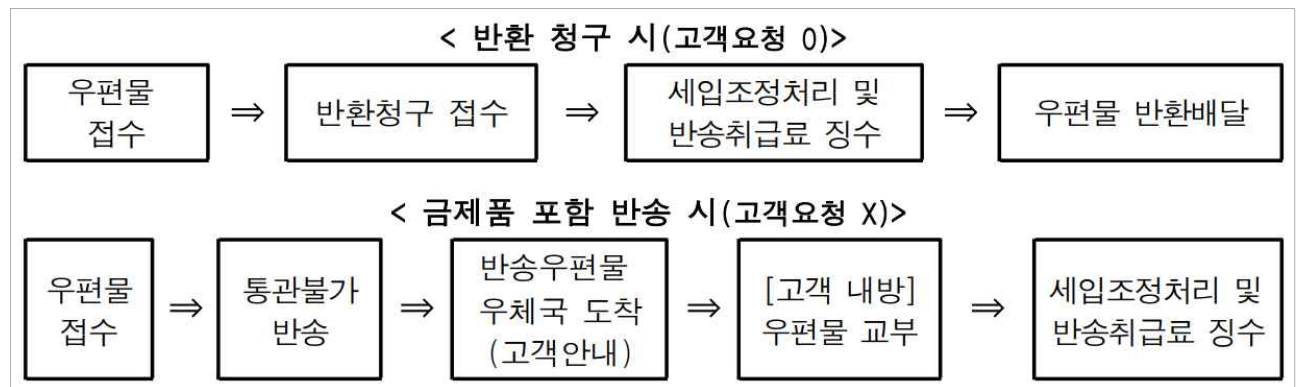 < 반환 청구 시(고객요청 O)>
우편물
접수
⇒
반환청구 접수
⇒
세입조정처리 및
반송취급료 징수
⇒
우편물 반환배달
< 금제품 포함 반송 시(고객요청 X)>
우편물
접수
⇒
통관불가
반송
⇒
반송우편물
우체국 도착
(고객안내)
⇒
[고객 내방]
우편물 교부
⇒
세입조정처리 및
반송취급료 징수